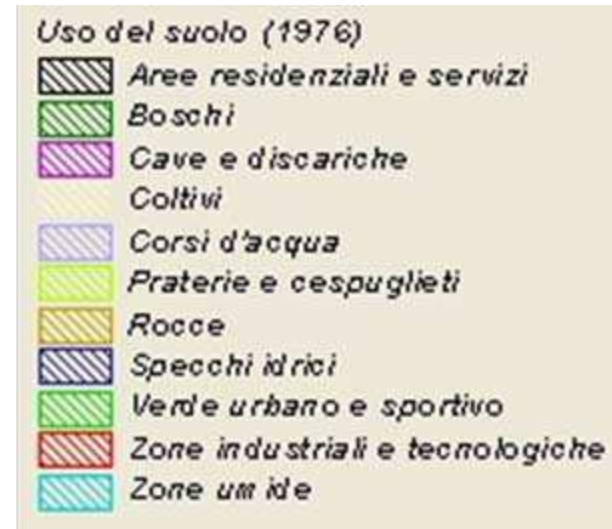 Uso del suolo (1976)
Aree residenziali e servizi
Boschi
Cave e discariche
Coltivi
Corsi d'acqua
Praterie e cespuglieti
Rocce
Specchi idrici
Verde urbano e sportivo
Zone industriali e tecnologiche
Zone umide